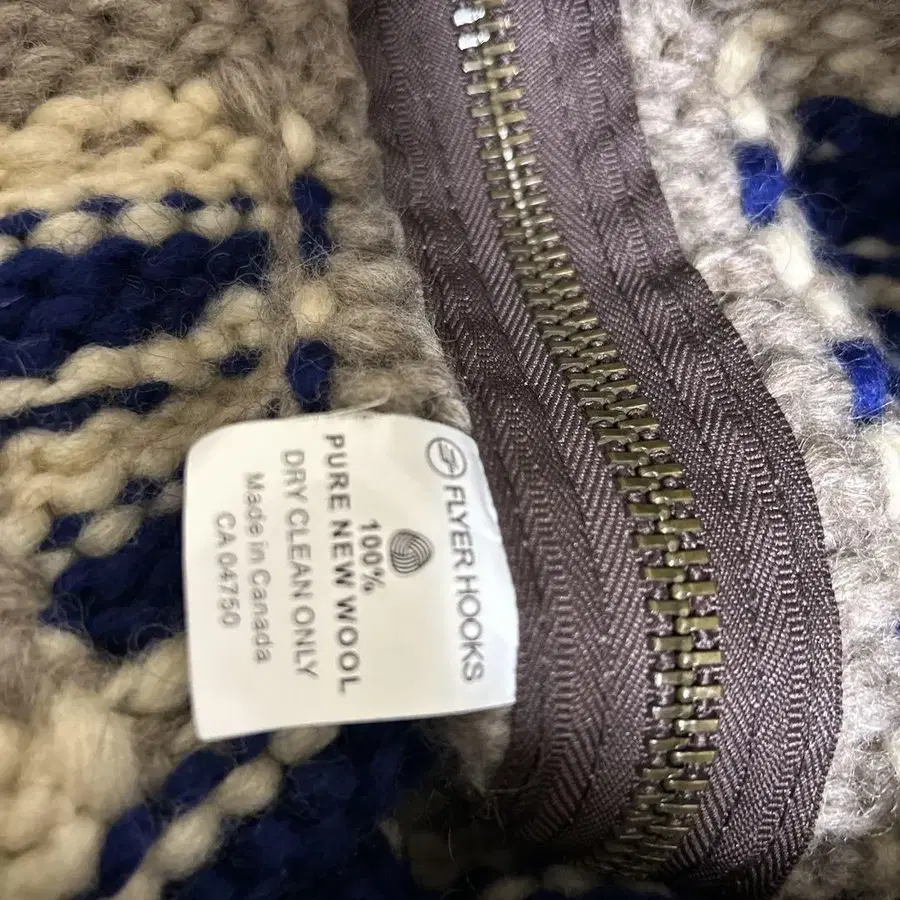 FLYER HOOKS
100%
PURE NEW WOOL
DRY CLEAN ONLY
Made in Canada
CA 04750